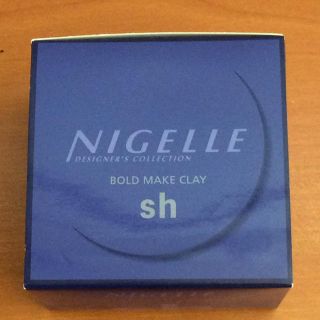 NIGELLE
DESIGNER'S COLLECTION
BOLD MAKE CLAY
sh